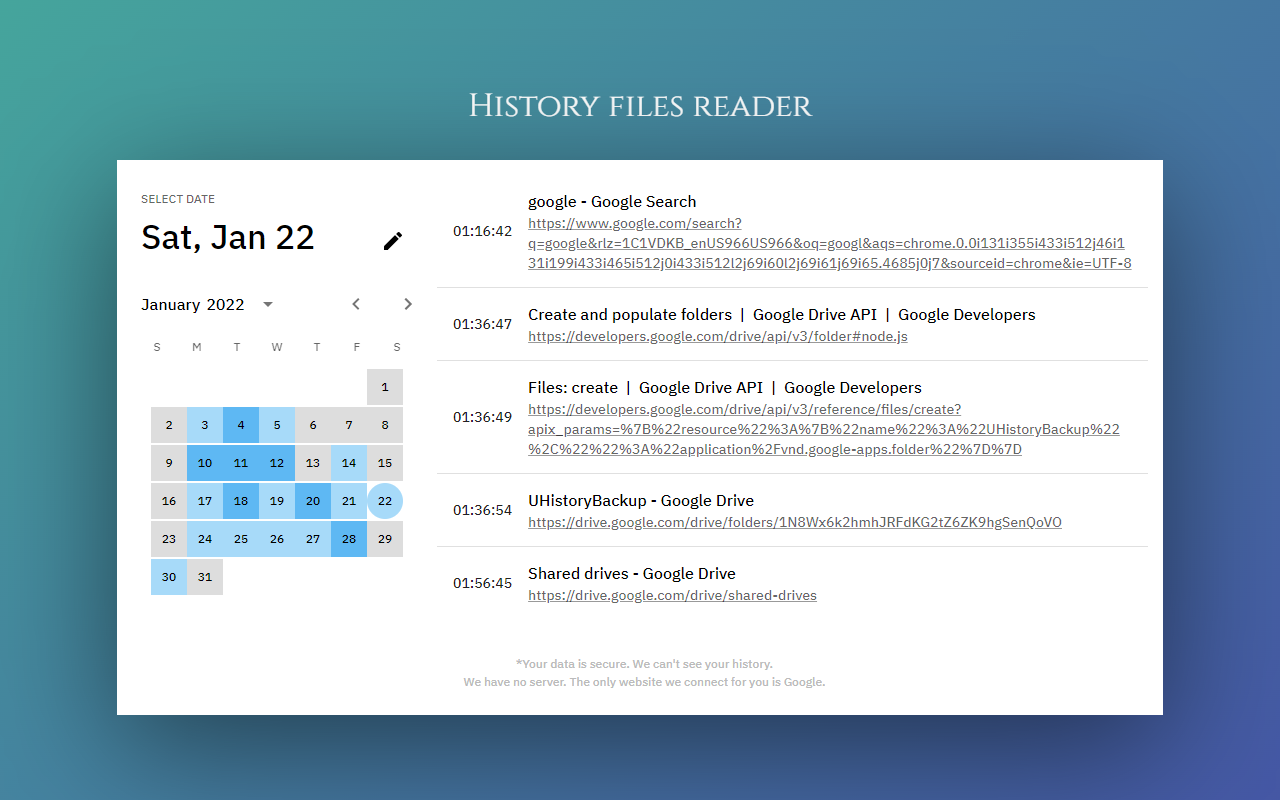 History files reader
SELECT DATE
Sat, Jan 22
January 2022
S M T W T F S
1
2 3 4 5 6 7 8
9 10 11 12 13 14 15
16 17 18 19 20 21 22
23 24 25 26 27 28 29
30 31
01:16:42
google - Google Search
https://www.google.com/search?
q=google&rlz=1C1VDKB_enUS966US966&oq=googl&aqs=chrome.0.0i131i355i433i512j46i1
31i199i433i465i512j0i433i512l2j69i60l2j69i61j69i65.4685j0j7&sourceid=chrome&ie=UTF-8
01:36:47
Create and populate folders | Google Drive API | Google Developers
https://developers.google.com/drive/api/v3/folder#node.js
01:36:49
Files: create | Google Drive API | Google Developers
https://developers.google.com/drive/api/v3/reference/files/create?
apix_params=%7B%22resource%22%3A%7B%22name%22%3A%22UHistoryBackup%22
%2C%22%22%3A%22application%2Fvnd.google-apps.folder%22%7D%7D
01:36:54
UHistoryBackup - Google Drive
https://drive.google.com/drive/folders/1N8Wx6k2hmhJRFdKG2tZ6ZK9hgSenQoVO
01:56:45
Shared drives - Google Drive
https://drive.google.com/drive/shared-drives
*Your data is secure. We can't see your history.
We have no server. The only website we connect for you is Google.